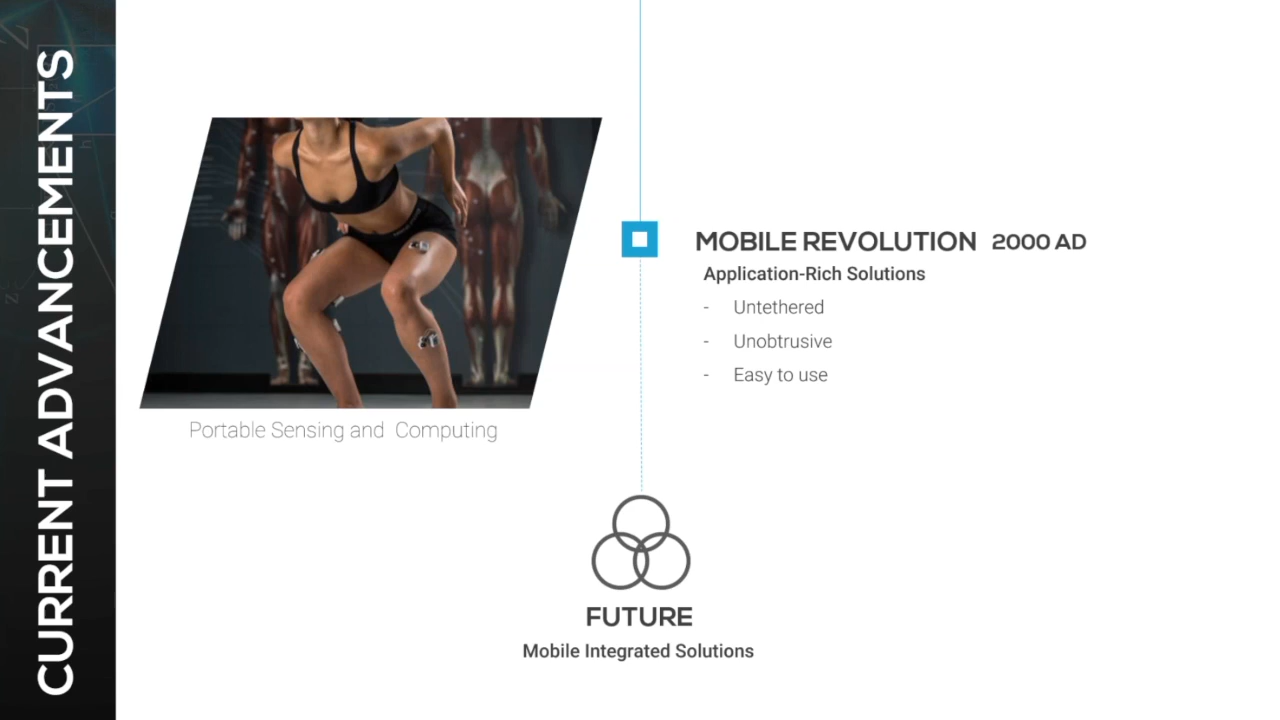 CURRENT ADVANCEMENTS
MOBILE REVOLUTION 2000 AD
Application-Rich Solutions
- Untethered
- Unobtrusive
- Easy to use
Portable Sensing and Computing
FUTURE
Mobile Integrated Solutions